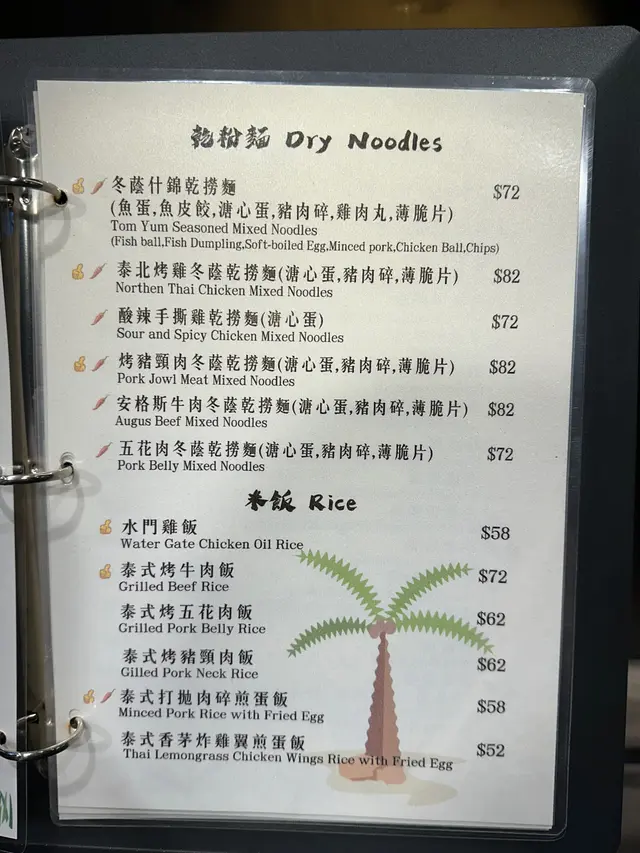 乾撈麵 Dry Noodles
冬蔭什錦乾撈麵 $72
(魚蛋,魚皮餃,溏心蛋,豬肉碎,雞肉丸,薄脆片)
Tom Yum Seasoned Mixed Noodles
(Fish ball,Fish Dumpling,Soft-boiled Egg,Minced pork,Chicken Ball,Chips)
泰北烤雞冬蔭乾撈麵(溏心蛋,豬肉碎,薄脆片) $82
Northen Thai Chicken Mixed Noodles
酸辣手撕雞乾撈麵(溏心蛋) $72
Sour and Spicy Chicken Mixed Noodles
烤豬頸肉冬蔭乾撈麵(溏心蛋,豬肉碎,薄脆片) $82
Pork Jowl Meat Mixed Noodles
安格斯牛肉冬蔭乾撈麵(溏心蛋,豬肉碎,薄脆片) $82
Augus Beef Mixed Noodles
五花肉冬蔭乾撈麵(溏心蛋,豬肉碎,薄脆片) $72
Pork Belly Mixed Noodles
米飯 Rice
水門雞飯 $58
Water Gate Chicken Oil Rice
泰式烤牛肉飯 $72
Grilled Beef Rice
泰式烤五花肉飯 $62
Grilled Pork Belly Rice
泰式烤豬頸肉飯 $62
Gilled Pork Neck Rice
泰式打拋肉碎煎蛋飯 $58
Minced Pork Rice with Fried Egg
泰式香茅炸雞翼煎蛋飯 $52
Thai Lemongrass Chicken Wings Rice with Fried Egg